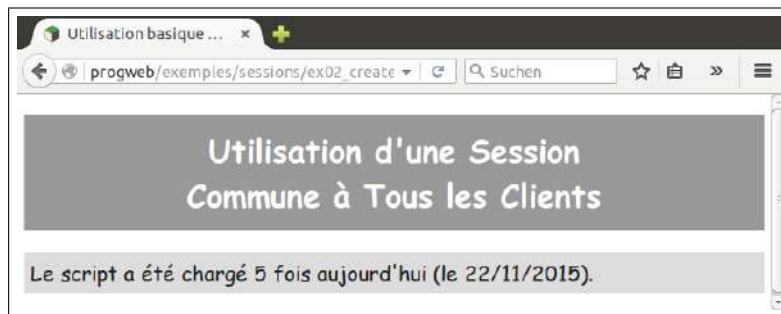 Utilisation basique ...
progweb/exemples/sessions/ex02_create
Suchen
Utilisation d'une Session
Commune à Tous les Clients
Le script a été chargé 5 fois aujourd'hui (le 22/11/2015).